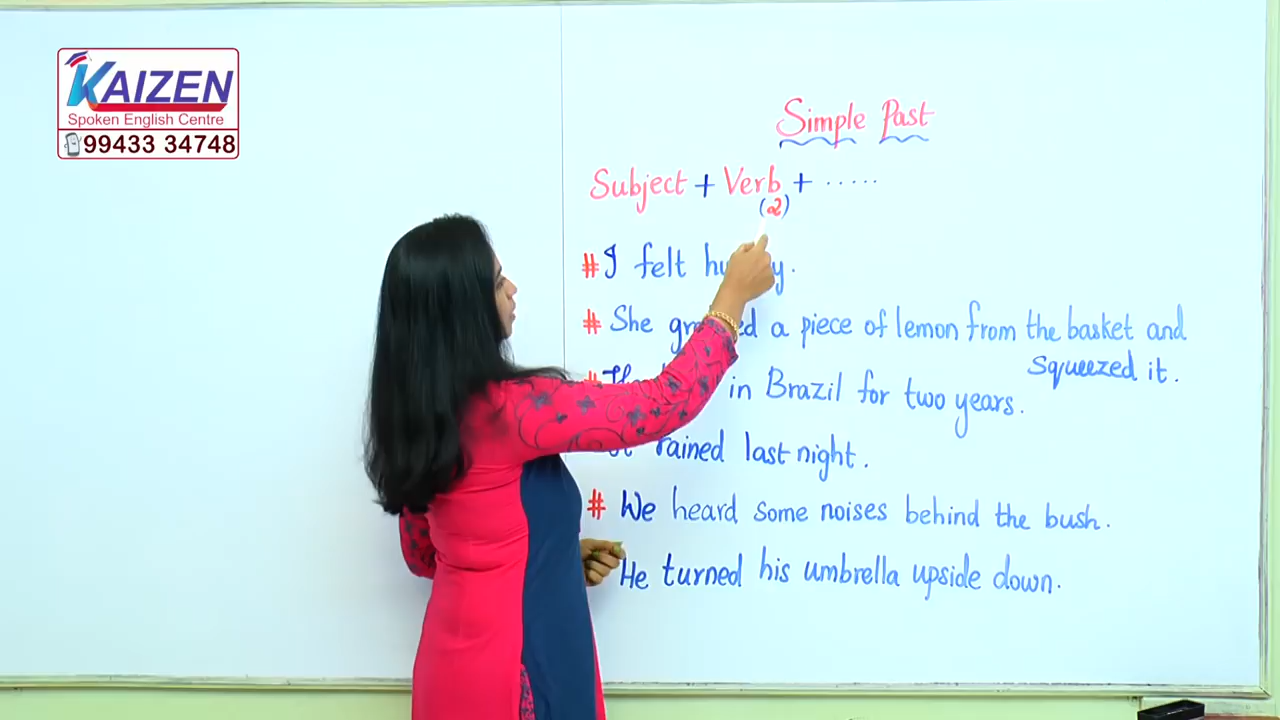 KAIZEN
Spoken English Centre
99433 34748
Simple Past
Subject + Verb + .....
(2)
# I felt
# She a piece of lemon from the basket and
squeezed it.
in Brazil for two years.
rained last night.
# We heard some noises behind the bush.
He turned his umbrella upside down.